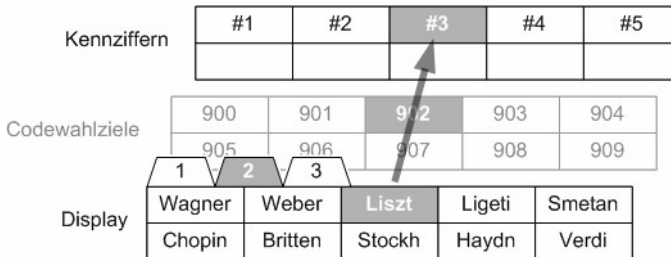 Kennziffern #1 #2 #3 #4 #5
Codewahlziele 900 901 902 903 904
905 906 907 908 909
1 2 3
Display Wagner Weber Liszt Ligeti Smetan
Chopin Britten Stockh Haydn Verdi